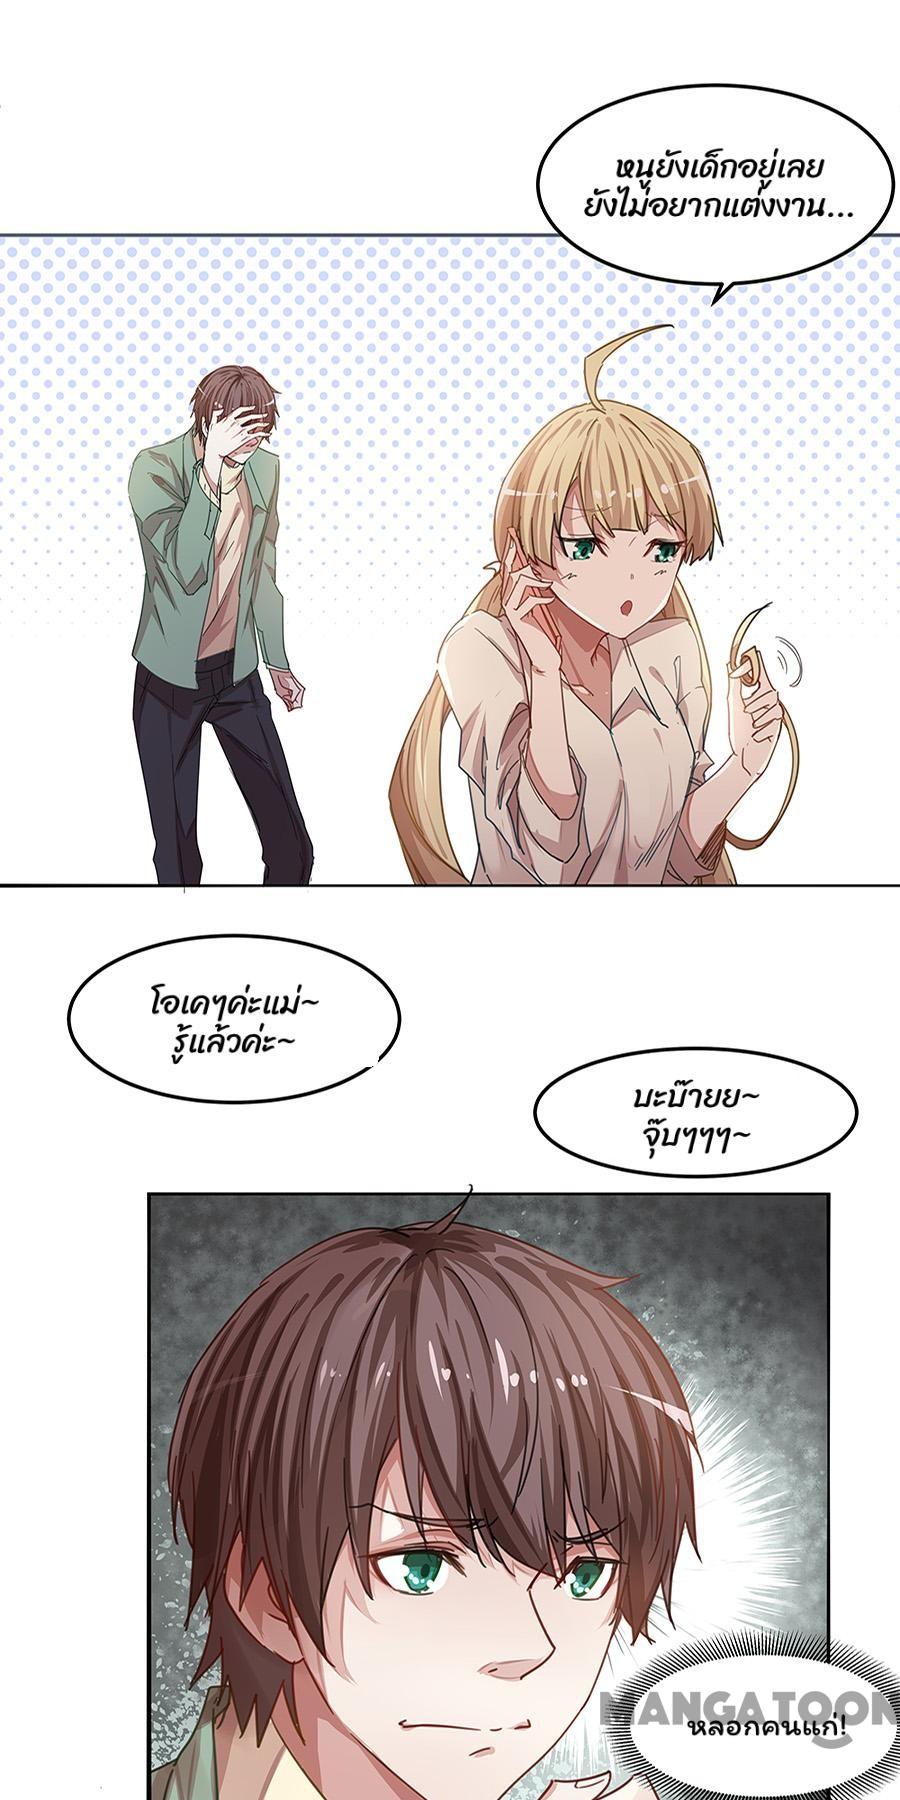 หนูยังเด็กอยู่เลย
ยังไม่อยากแต่งงาน...
โอเคๆค่ะแม่~
รู้แล้วค่ะ~
บะบ๊ายย~
จุ๊บๆๆๆ~
MANGATOON
หลอกคนแก่!